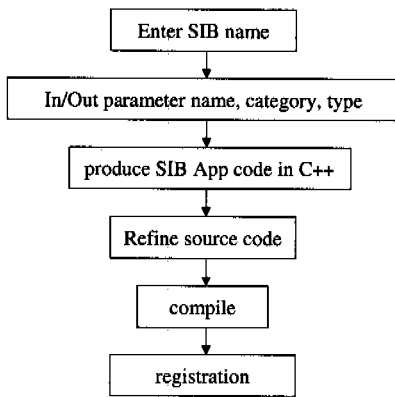 Enter SIB name
In/Out parameter name, category, type
produce SIB App code in C++
Refine source code
compile
registration